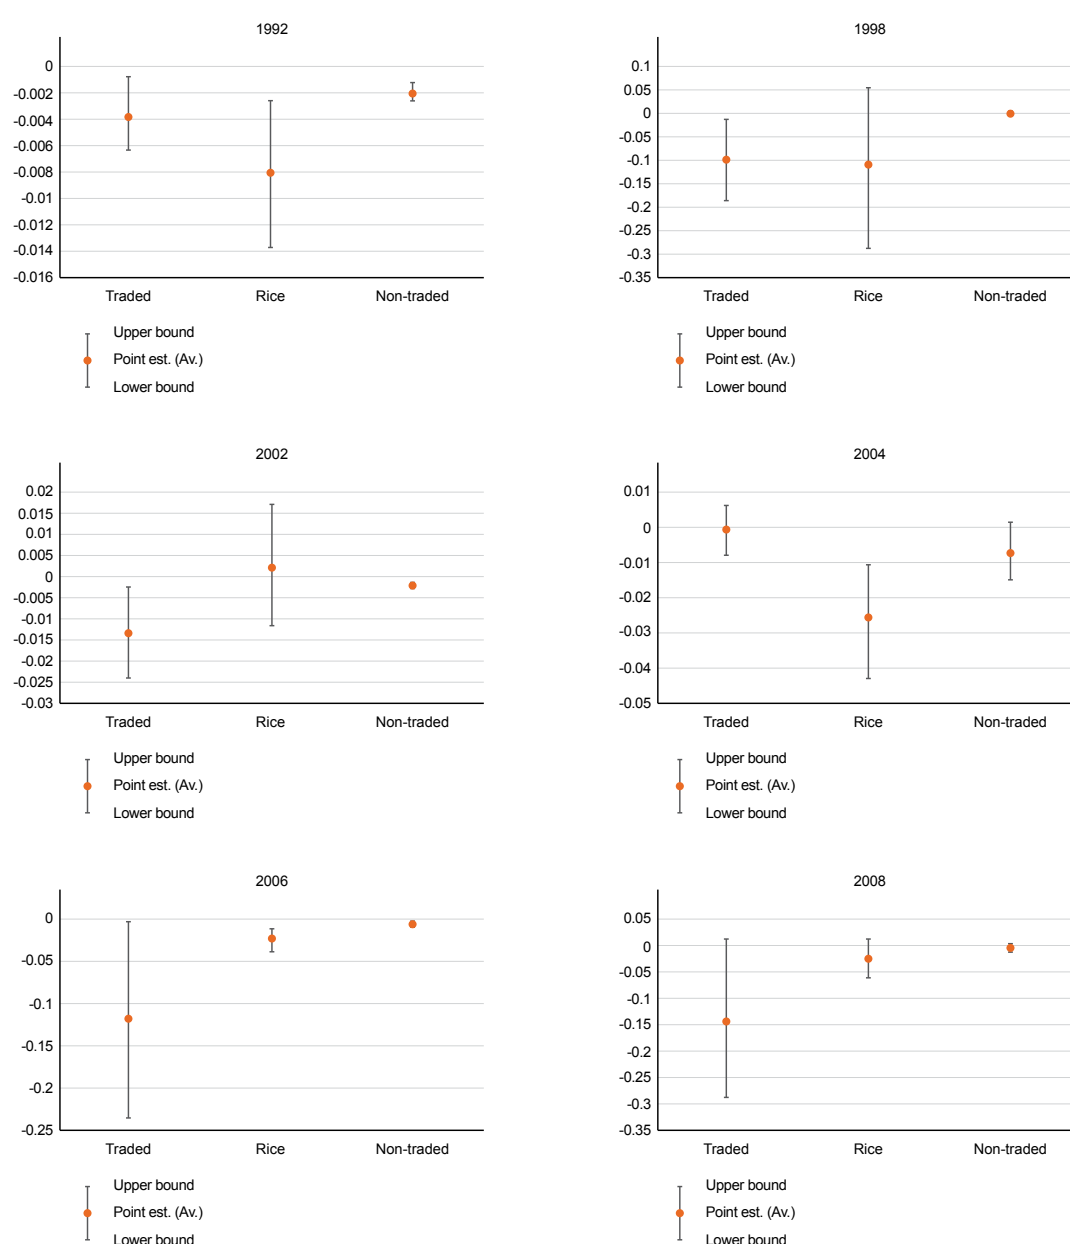 1992
0
-0.002
-0.004
-0.006
-0.008
-0.01
-0.012
-0.014
-0.016
Traded Rice Non-traded
Upper bound
Point est. (Av.)
Lower bound
1998
0.1
0.05
0
-0.05
-0.1
-0.15
-0.2
-0.25
-0.3
-0.35
Traded Rice Non-traded
Upper bound
Point est. (Av.)
Lower bound
2002
0.02
0.015
0.01
0.005
0
-0.005
-0.01
-0.015
-0.02
-0.025
-0.03
Traded Rice Non-traded
Upper bound
Point est. (Av.)
Lower bound
2004
0.01
0
-0.01
-0.02
-0.03
-0.04
-0.05
Traded Rice Non-traded
Upper bound
Point est. (Av.)
Lower bound
2006
0
-0.05
-0.1
-0.15
-0.2
-0.25
Traded Rice Non-traded
Upper bound
Point est. (Av.)
Lower bound
2008
0.05
0
-0.05
-0.1
-0.15
-0.2
-0.25
-0.3
-0.35
Traded Rice Non-traded
Upper bound
Point est. (Av.)
Lower bound